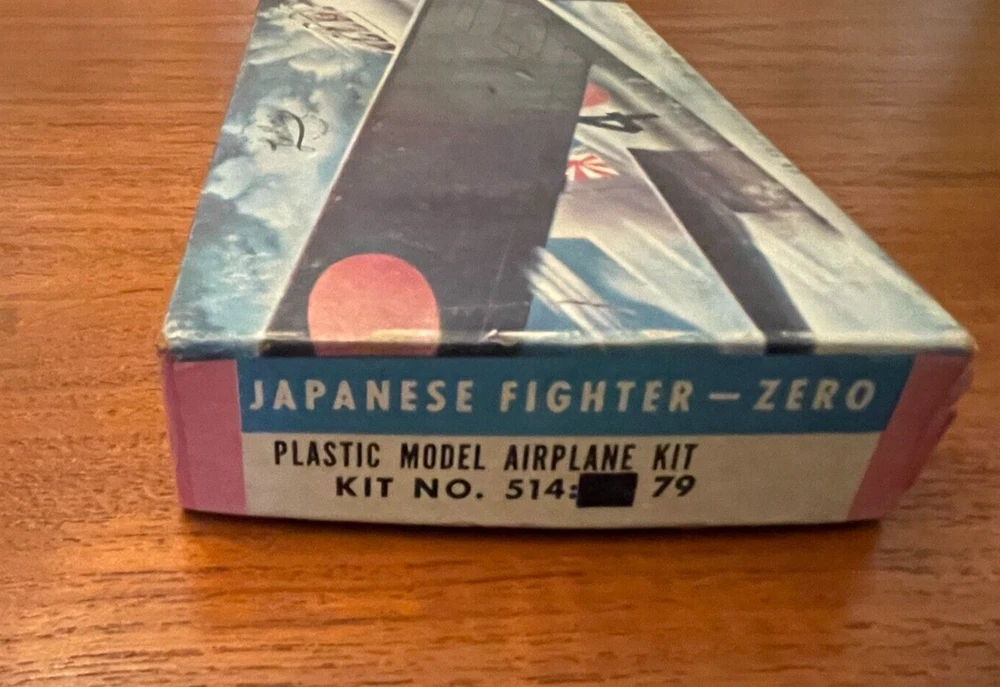 JAPANESE FIGHTER — ZERO
PLASTIC MODEL AIRPLANE KIT
KIT NO. 514: 79